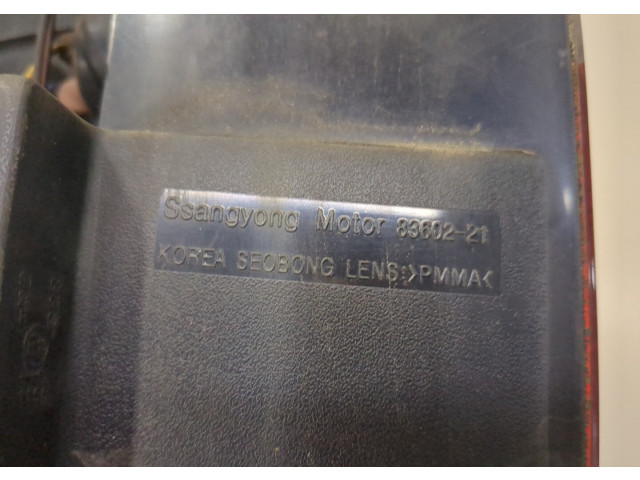 Ssangyong Motor 83602-21
KOREA SEOBONG LENS:>PMMA<